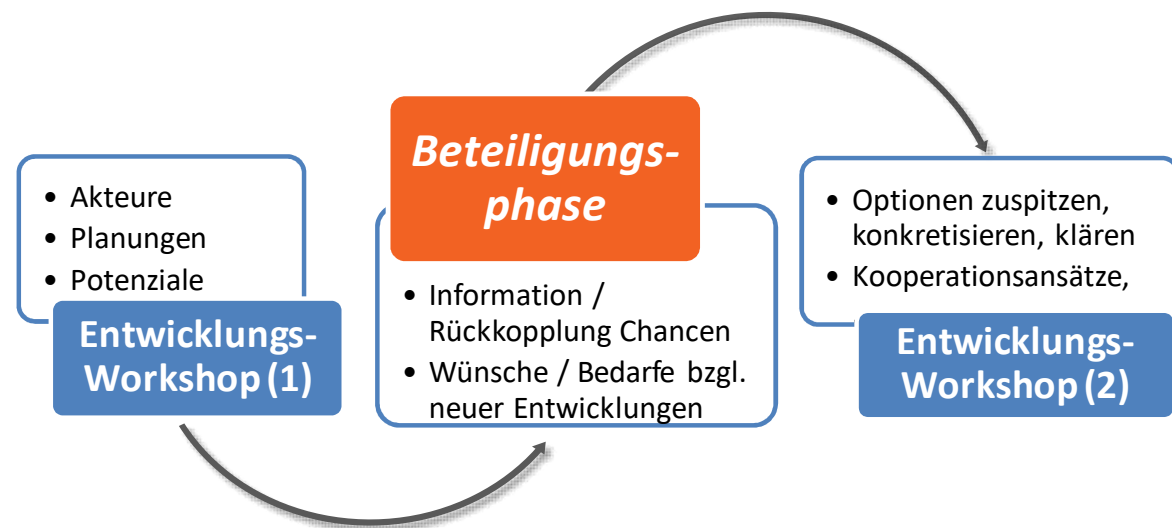 • Akteure
• Planungen
• Potenziale
Entwicklungs-
Workshop (1)
Beteiligungs-
phase
• Information /
Rückkopplung Chancen
• Wünsche / Bedarfe bzgl.
neuer Entwicklungen
• Optionen zuspitzen,
konkretisieren, klären
• Kooperationsansätze,
Entwicklungs-
Workshop (2)